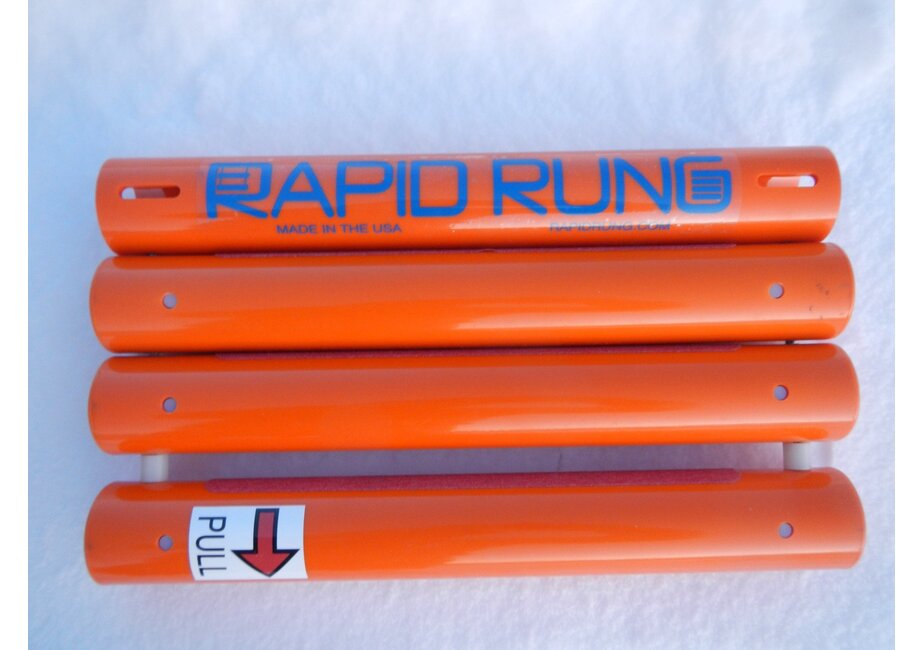 RAPID RUNG
MADE IN THE USA RAPIDRUNG.COM
PULL